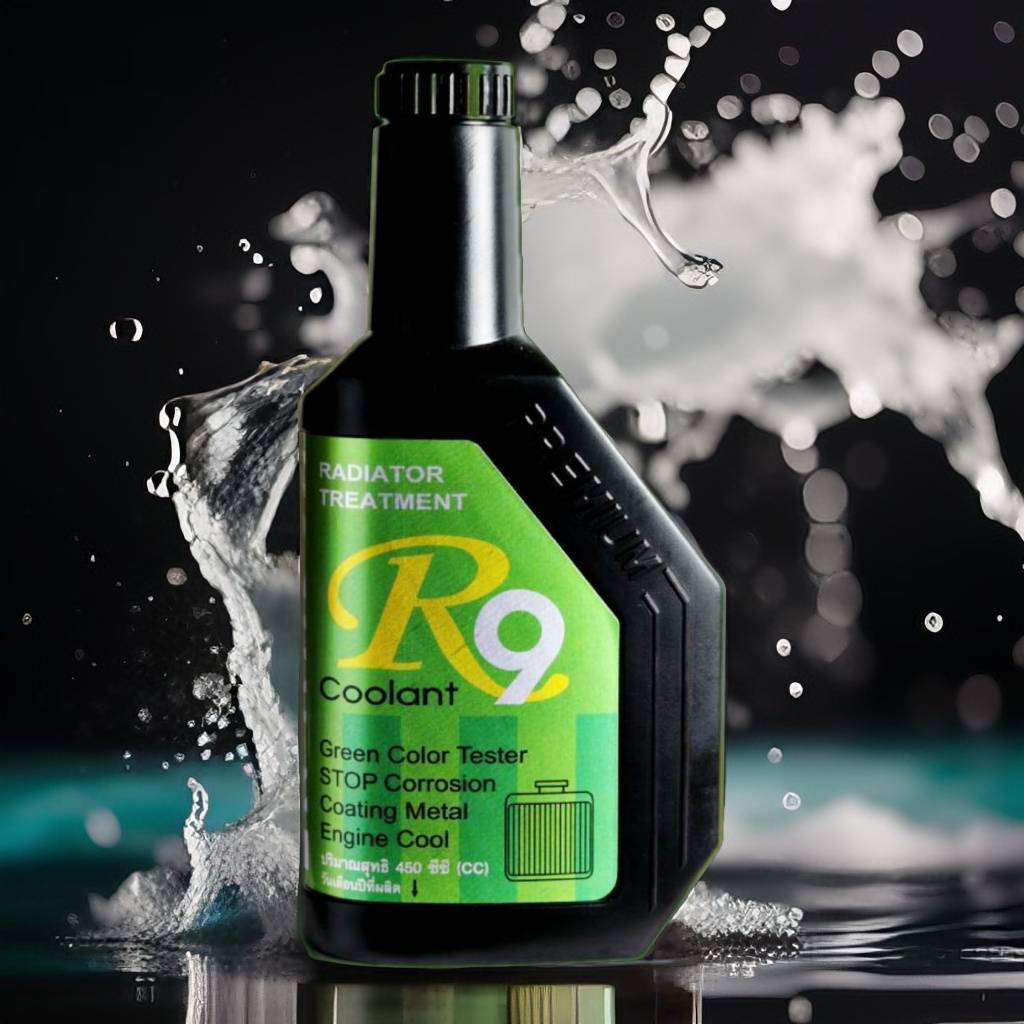 PREMIUM
RADIATOR
TREATMENT
R9
Coolant
Green Color Tester
STOP Corrosion
Coating Metal
Engine Cool
ปริมาณสุทธิ 450 ซีซี (CC)
วันเดือนปีที่ผลิต ↓